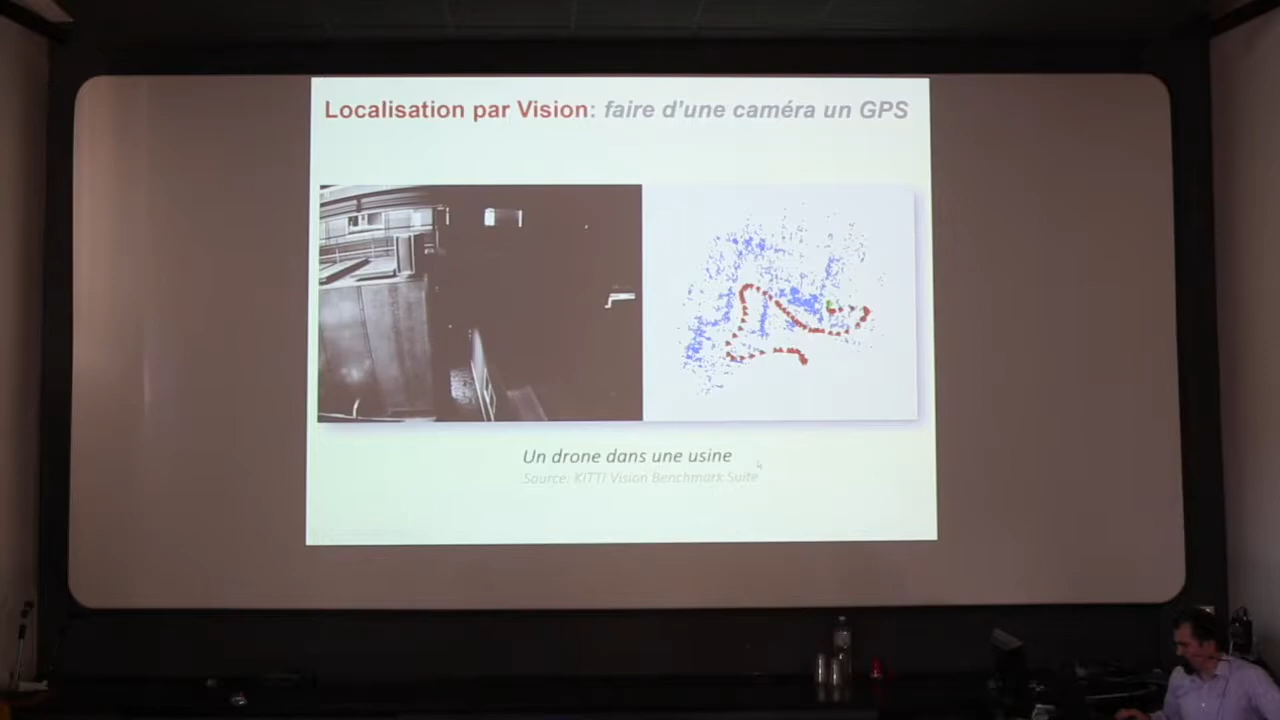 Localisation par Vision: faire d'une caméra un GPS
Un drone dans une usine
Source: KITTI Vision Benchmark Suite